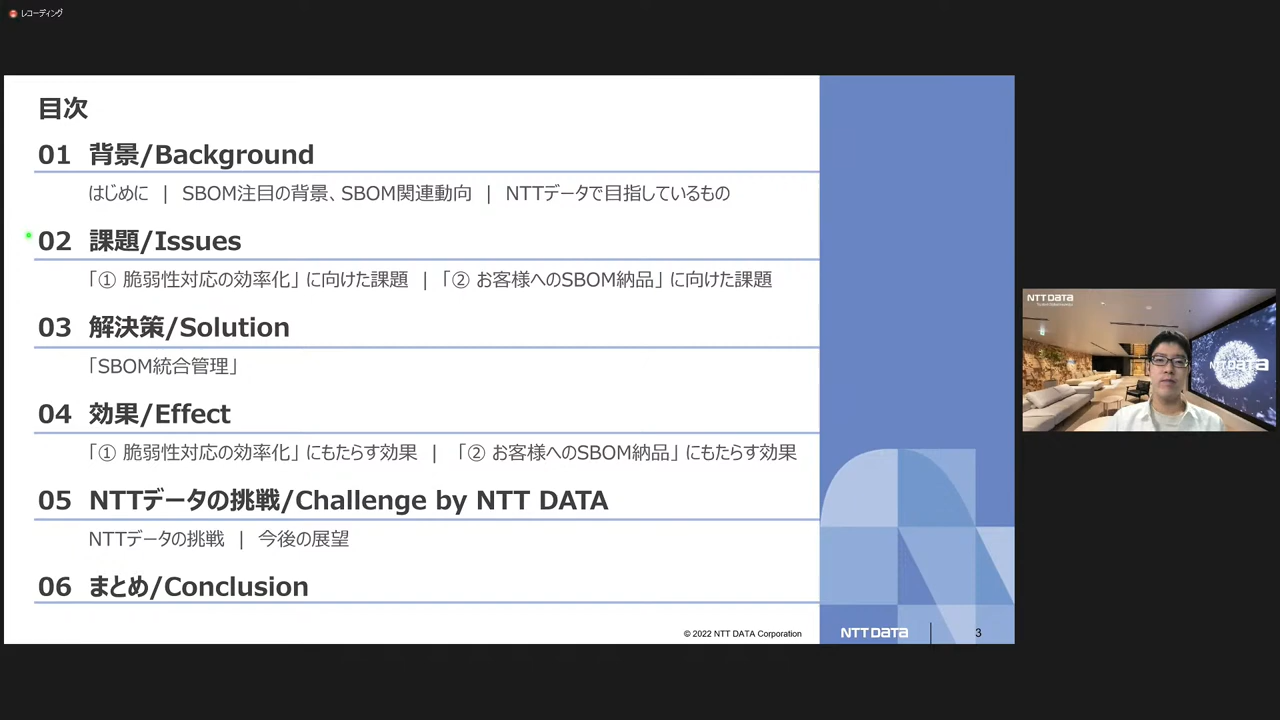 レコーディング
目次
01 背景/Background
はじめに | SBOM注目の背景、SBOM関連動向 | NTTデータで目指しているもの
02 課題/Issues
「① 脆弱性対応の効率化」に向けた課題 | 「② お客様へのSBOM納品」に向けた課題
03 解決策/Solution
「SBOM統合管理」
04 効果/Effect
「① 脆弱性対応の効率化」にもたらす効果 | 「② お客様へのSBOM納品」にもたらす効果
05 NTTデータの挑戦/Challenge by NTT DATA
NTTデータの挑戦 | 今後の展望
06 まとめ/Conclusion
© 2022 NTT DATA Corporation
NTT DATA
3
NTT DATA
NTT DATA